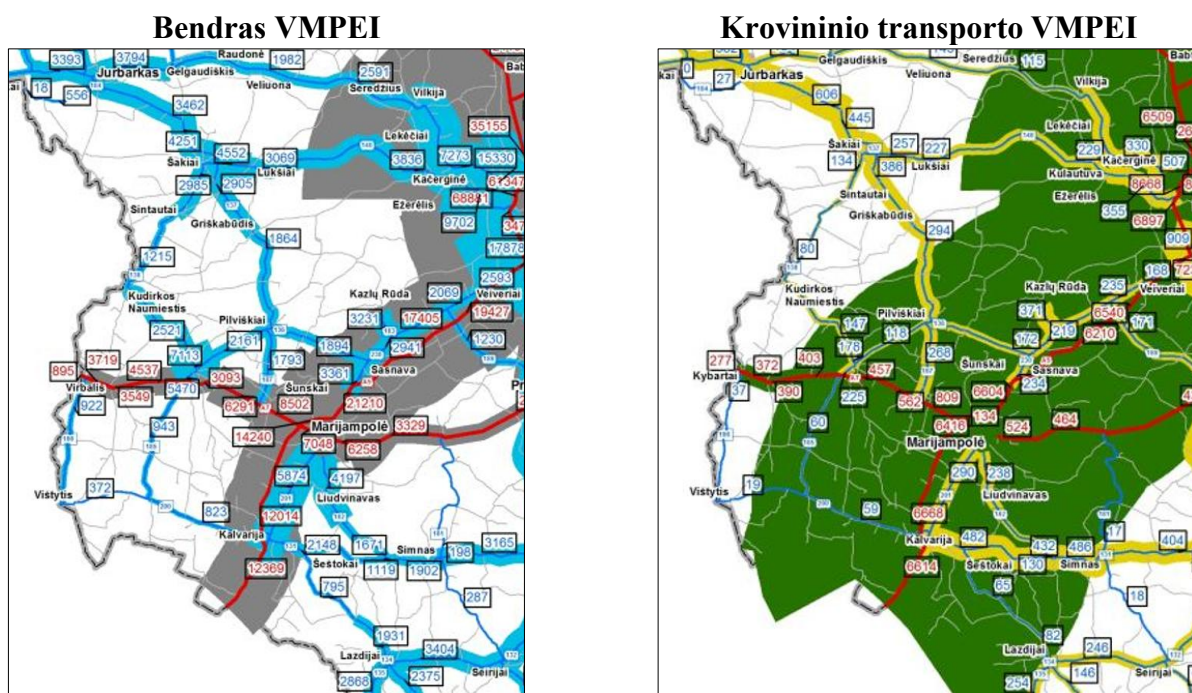 Bendras VMPEI
Krovininio transporto VMPEI
3393
3794
Raudonė
1982
Jurbarkas
Gelgaudiškis
2591
18
556
Veliuona
Seredžius
Vilkija
3462
35155
4251
Lekėčiai
4552
3069
3836
7273
15330
Šakiai
Lukšiai
Kačerginė
61347
2985
2905
68881
Sintautai
Ežerėlis
9702
Griškabūdis
1864
17878
1215
2593
Kazlų Rūda
2069
Veiveriai
Kudirkos
Naumiestis
Pilviškiai
3231
17405
19427
2521
2161
1894
2941
1230
7113
1793
3361
Sasnava
3719
4537
3093
Šunskai
895
Virbalis
3549
5470
6291
8502
21210
922
943
14240
Marijampolė
3329
7048
6258
5874
4197
Vištytis
372
Liudvinavas
823
12014
Kalvarija
2148
1671
Simnas
3165
198
12369
Šeštokai
1119
1902
795
287
1931
Lazdijai
3404
2868
2375
Seirijai
0
27
Jurbarkas
Gelgaudiškis
Seredžius
115
Veliuona
Vilkija
606
445
6509
Šakiai
257
227
Lekėčiai
134
386
Lukšiai
229
330
507
Kačerginė
Sintautai
Kulautuva
8668
Griškabūdis
Ežerėlis
355
6897
294
909
80
168
Kazlų Rūda
235
Veiveriai
Kudirkos
Naumiestis
Pilviškiai
371
6540
147
118
172
219
6210
171
178
268
Šunskai
Sasnava
277
372
403
457
234
Kybartai
390
225
562
809
6604
37
60
6416
134
524
464
Marijampolė
290
238
Vištytis
19
Liudvinavas
59
6668
17
Kalvarija
482
432
486
404
6614
Šeštokai
130
Simnas
65
18
82
Lazdijai
246
254
146
Seirijai